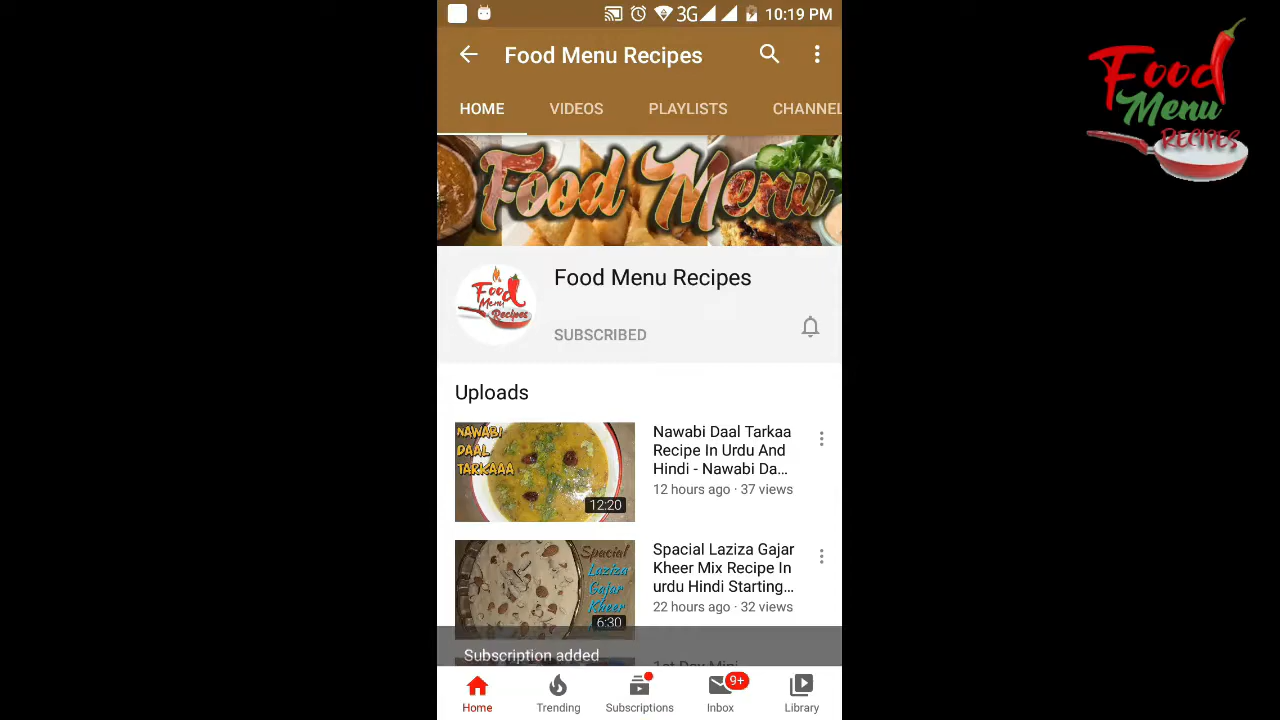 3G 10:19 PM
Food Menu Recipes
HOME VIDEOS PLAYLISTS CHANNEL
Food Menu
Food
Menu
RECIPES
Food
Menu
Recipes
Food Menu Recipes
SUBSCRIBED
Uploads
NAWABI
DAAL
TARKAAA
12:20
Nawabi Daal Tarkaa
Recipe In Urdu And
Hindi - Nawabi Da...
12 hours ago · 37 views
Spacial
Laziza
Gajar
Kheer
6:30
Spacial Laziza Gajar
Kheer Mix Recipe In
urdu Hindi Starting...
22 hours ago · 32 views
Subscription added
9+
Home Trending Subscriptions Inbox Library